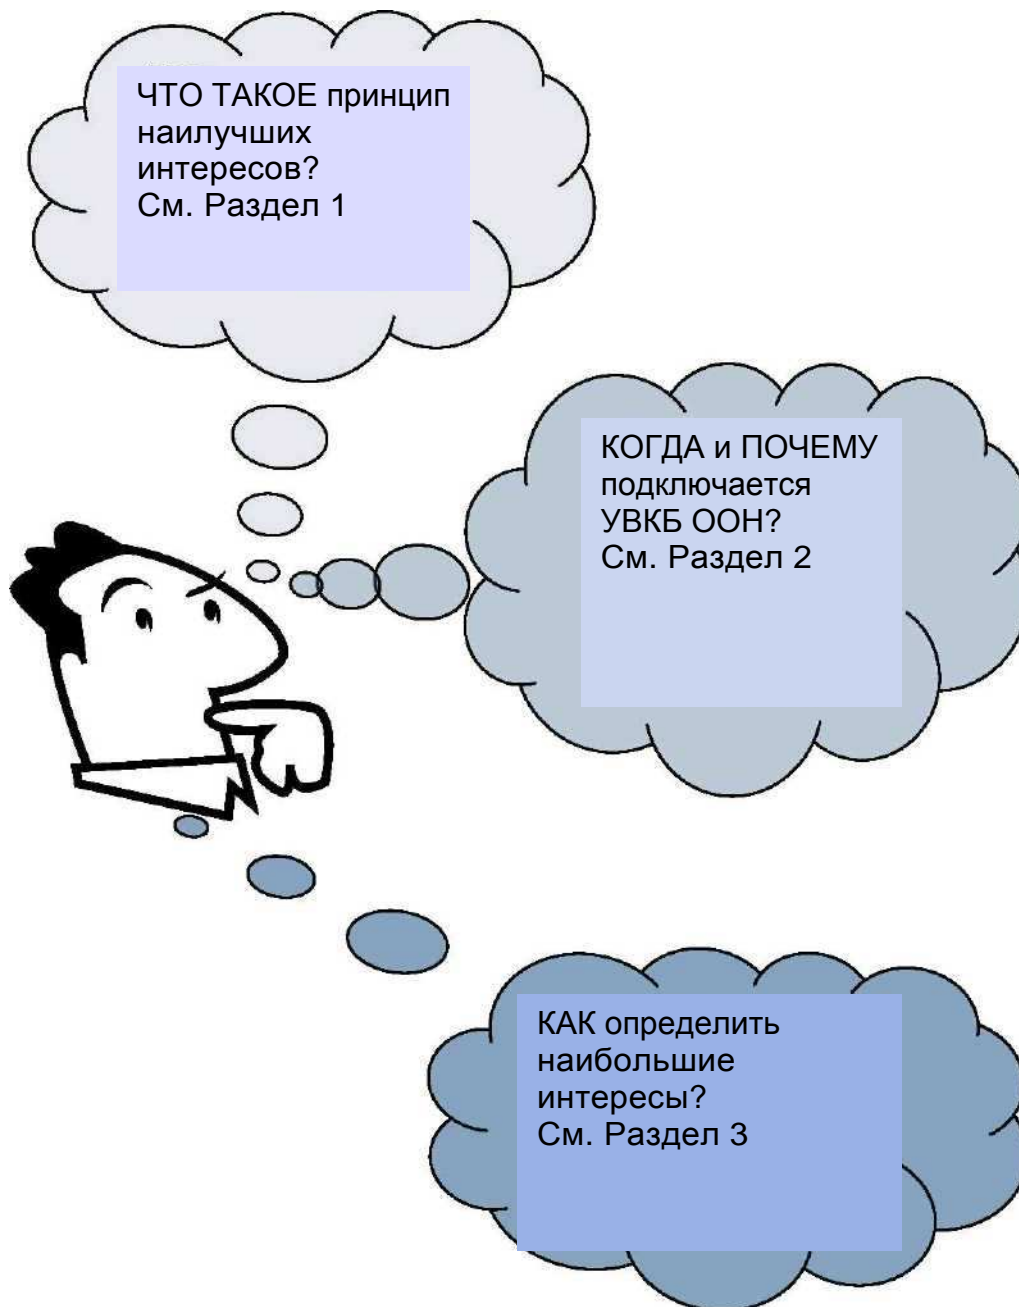 ЧТО ТАКОЕ принцип
наилучших
интересов?
См. Раздел 1
КОГДА и ПОЧЕМУ
подключается
УВКБ ООН?
См. Раздел 2
КАК определить
наибольшие
интересы?
См. Раздел 3